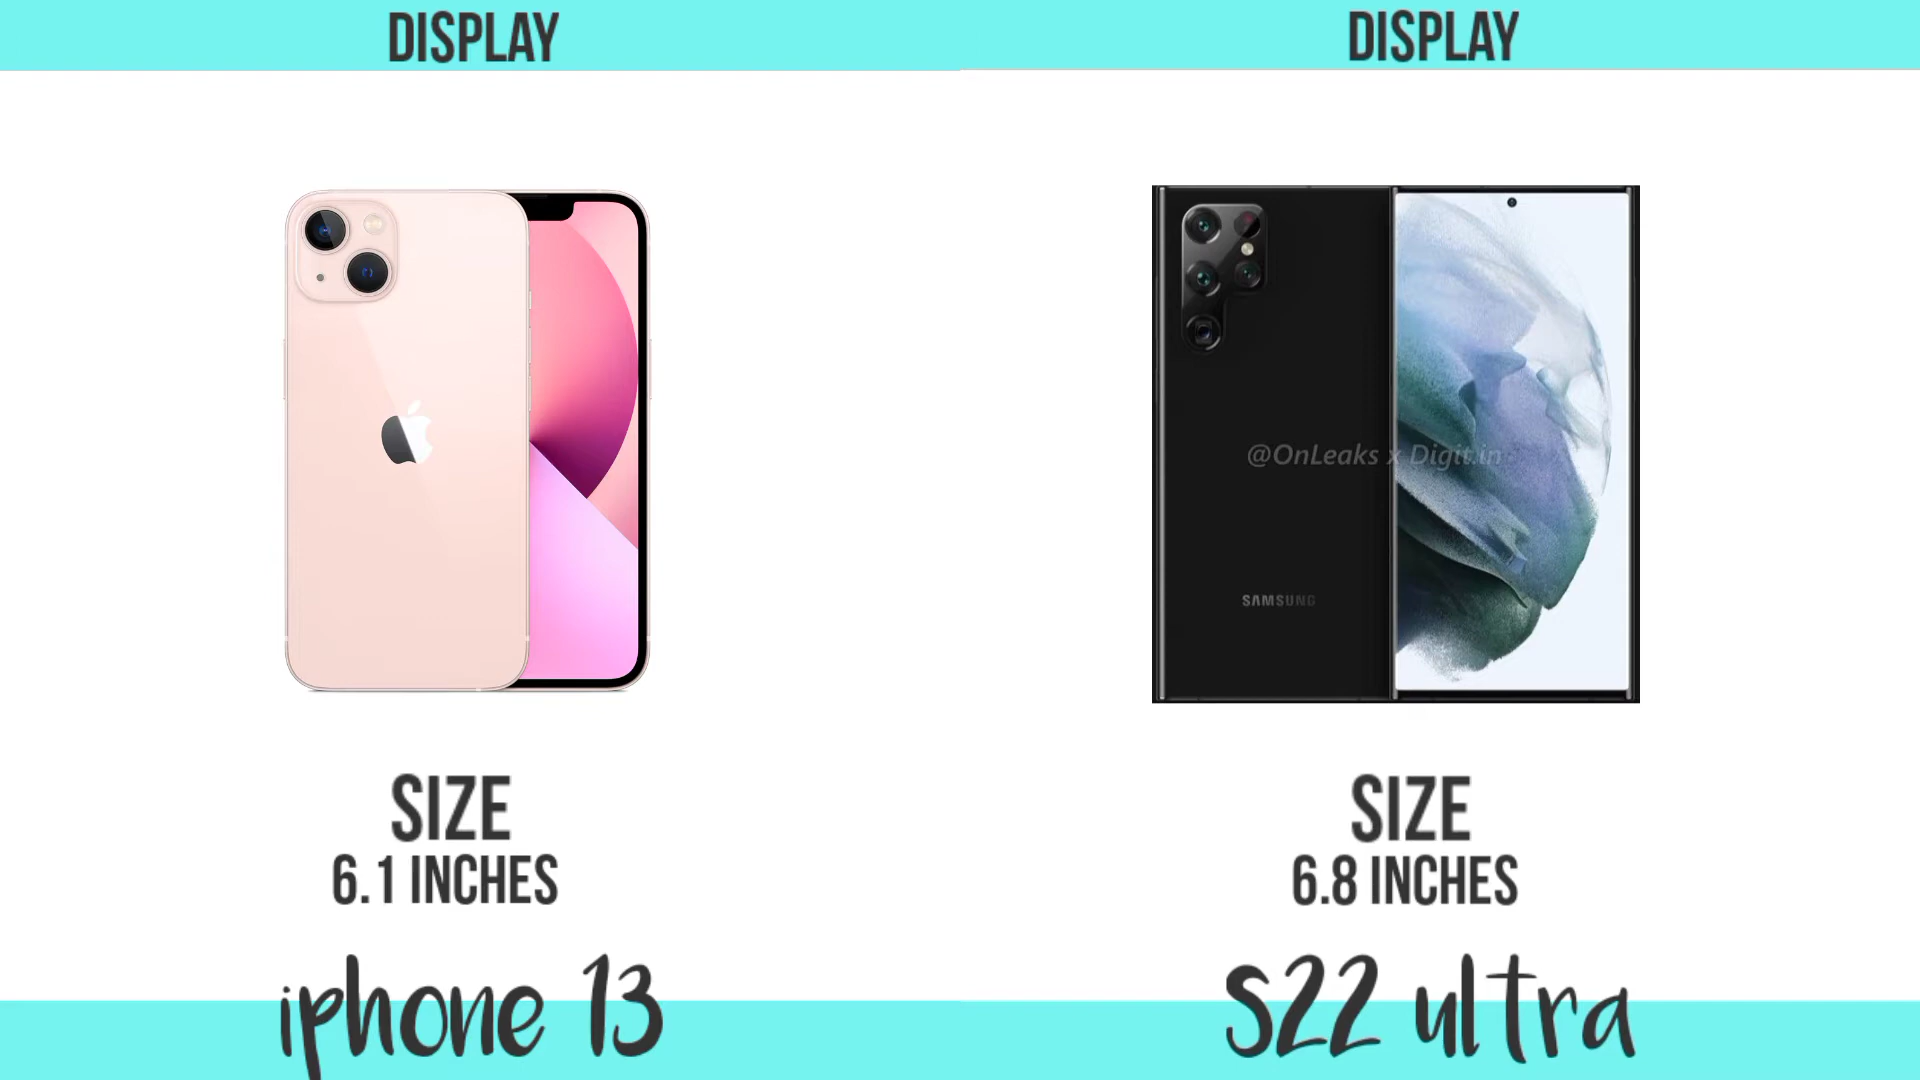 DISPLAY
DISPLAY
@OnLeaks x Digit.in
SAMSUNG
SIZE
6.1 INCHES
SIZE
6.8 INCHES
iphone 13
S22 ultra